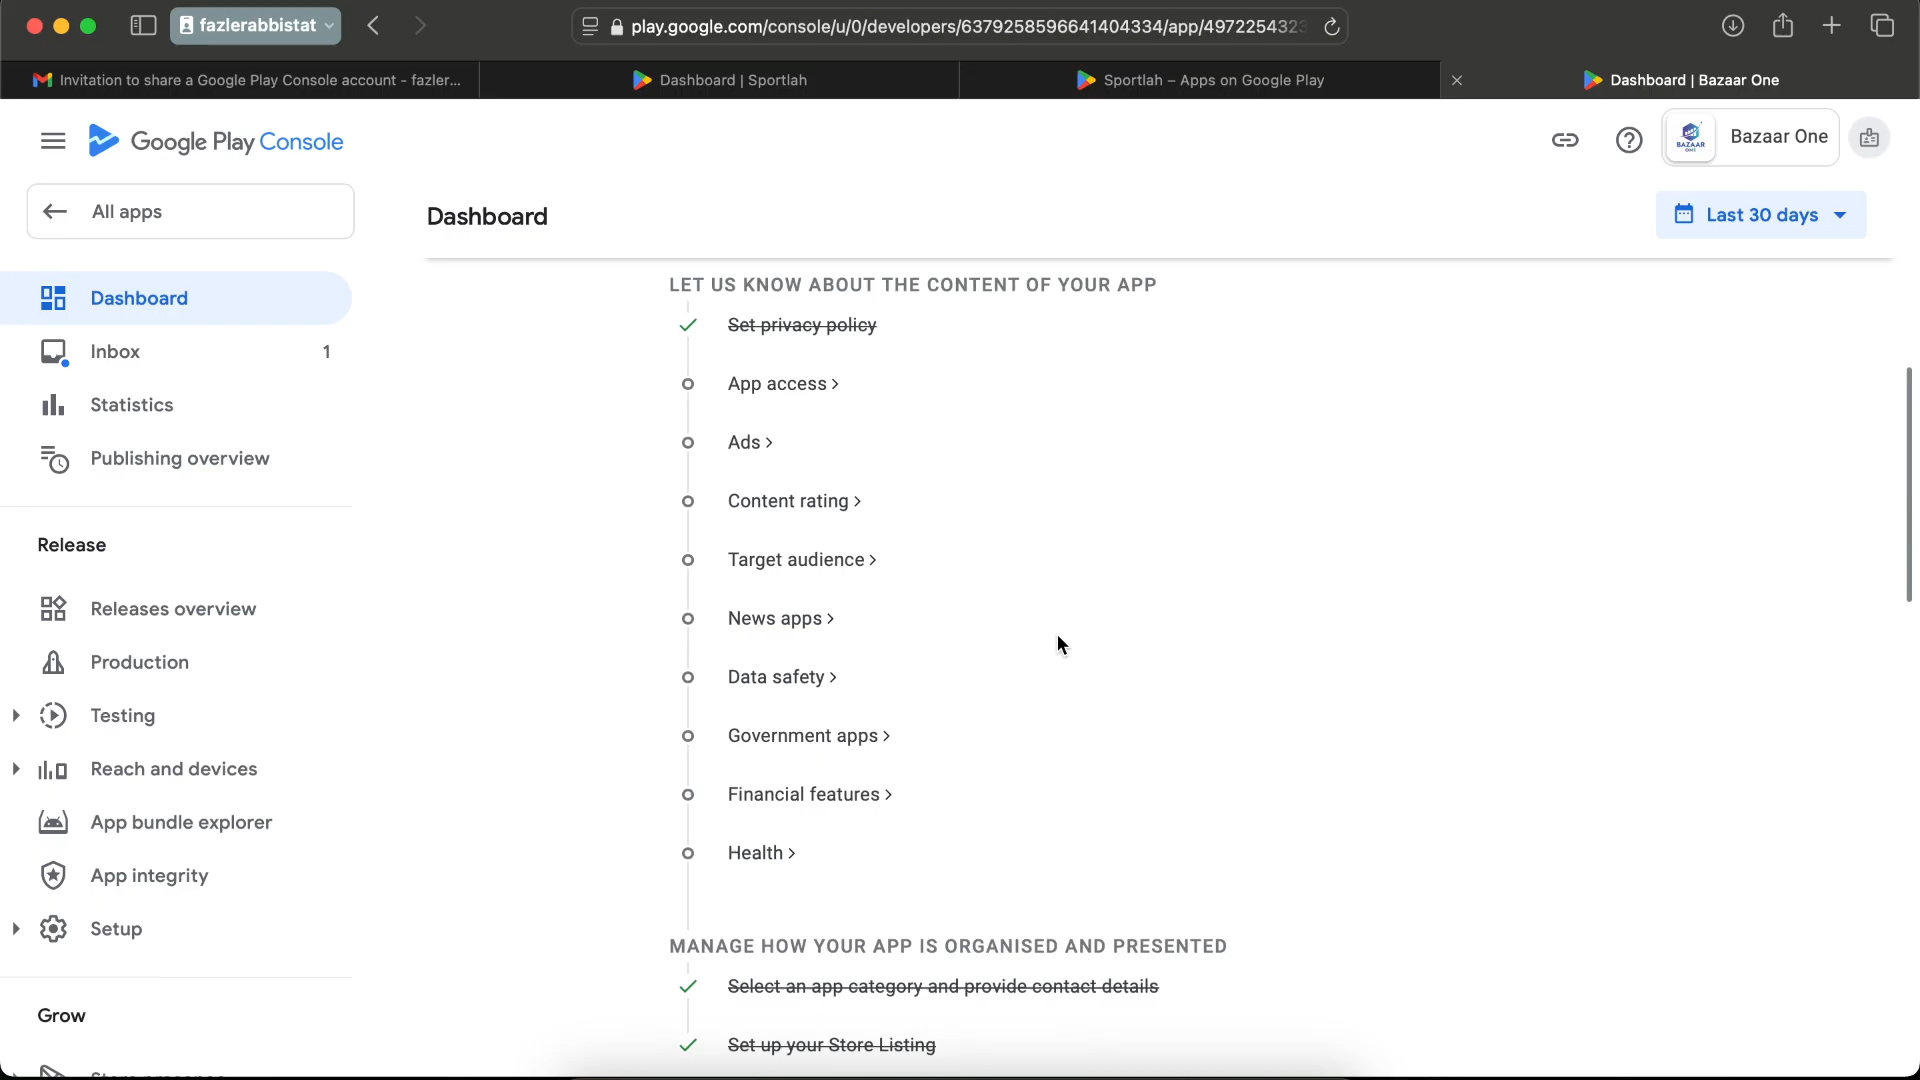 fazlerabbistat
play.google.com/console/u/0/developers/6379258596641404334/app/497225432
Invitation to share a Google Play Console account - fazler...
Dashboard | Sportlah
Sportlah – Apps on Google Play
Dashboard | Bazaar One
Google Play Console
BAZAAR
ONE
Bazaar One
All apps
Dashboard
Last 30 days
Dashboard
Inbox 1
Statistics
Publishing overview
Release
Releases overview
Production
Testing
Reach and devices
App bundle explorer
App integrity
Setup
Grow
LET US KNOW ABOUT THE CONTENT OF YOUR APP
Set privacy policy
App access >
Ads >
Content rating >
Target audience >
News apps >
Data safety >
Government apps >
Financial features >
Health >
MANAGE HOW YOUR APP IS ORGANISED AND PRESENTED
Select an app category and provide contact details
Set up your Store Listing